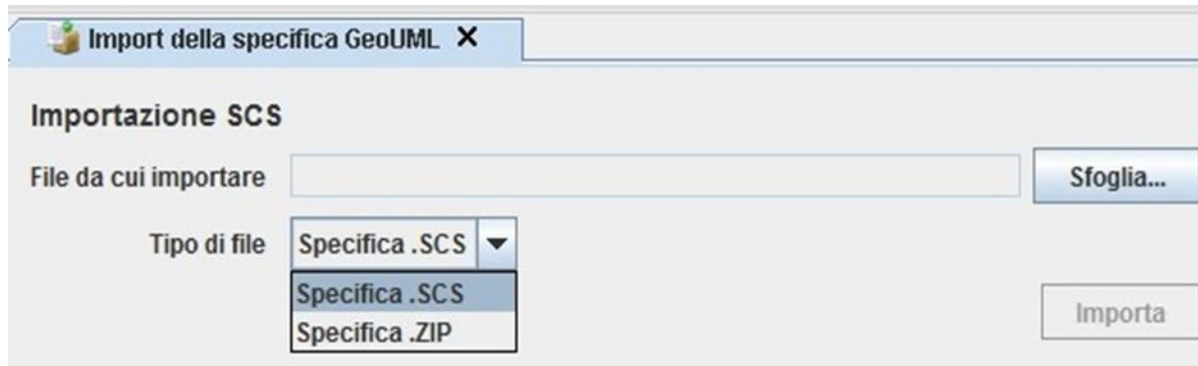 Import della specifica GeoUML X
Importazione SCS
File da cui importare
Sfoglia...
Tipo di file
Specifica .SCS
Specifica .SCS
Specifica .ZIP
Importa